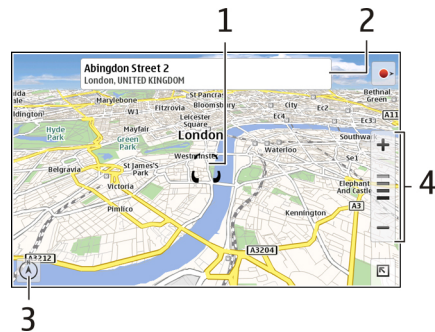 1
2
Abingdon Street 2
London, UNITED KINGDOM
Bethnal
Green
Marylebone
St Pancras
Fitzrovia
Bloomsbury
W1
City
Ec2
Ec4
Ec3
A11
Leicester
Square
Hyde
Park
Mayfair
Green
Park
London
Southwa
Westminster
Waterloo
Se1
St James'S
Park
Belgravia
Victoria
Elephant
And Castle
4
Pimlico
A3
Kennington
A3212
A3204
3